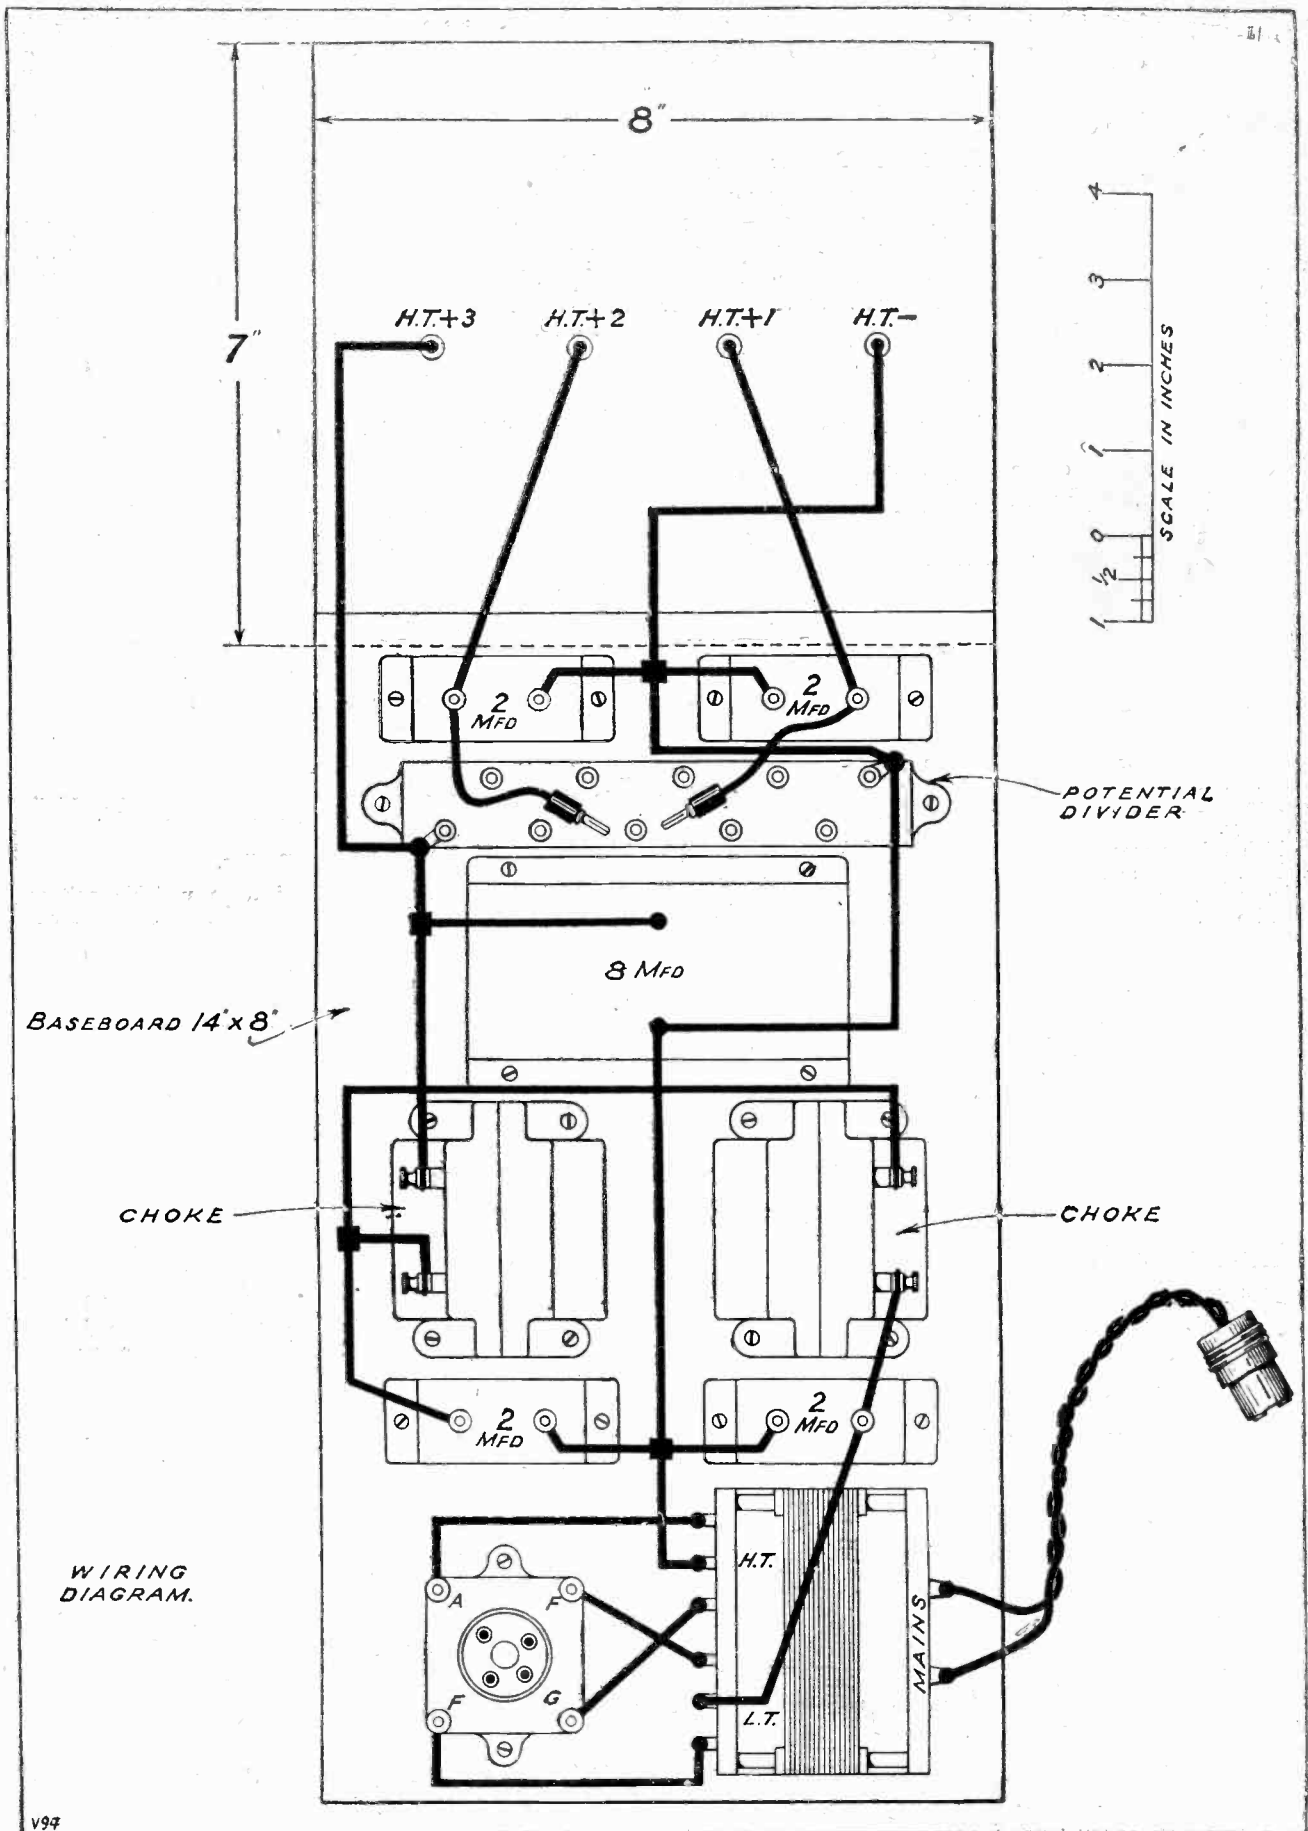 8"
4
3
7"
H.T.+3 H.T.+2 H.T.+1 H.T.-
2
1
SCALE IN INCHES
0
1/2
1
2
MFD
2
MFD
POTENTIAL
DIVIDER
8 MFD
BASEBOARD 14"x8"
CHOKE
CHOKE
2
MFD
2
MFD
WIRING
DIAGRAM.
H.T.
A
F
MAINS
F
G
L.T.
V94